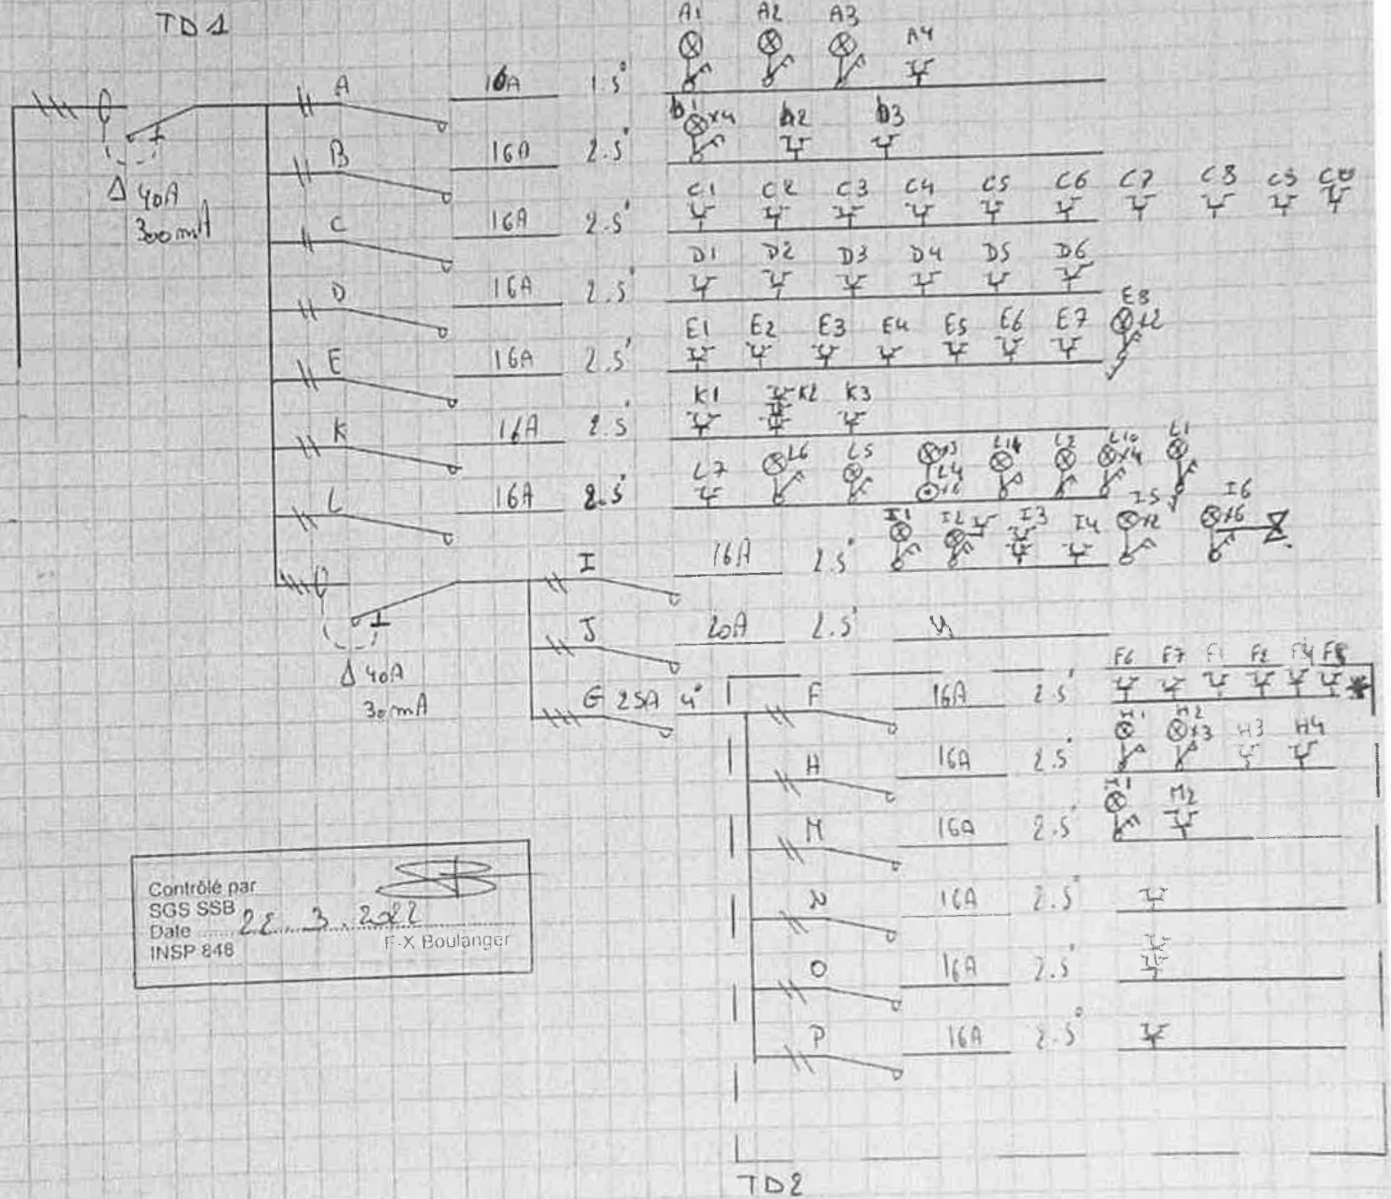 TD1
A1 A2 A3 A4
A 16A 1.5°
B1 x4 B2 B3
B 16A 2.5°
C1 C2 C3 C4 C5 C6 C7 C8 C9 C10
C 16A 2.5°
Δ 40A
300mA
D1 D2 D3 D4 D5 D6
D 16A 2.5°
E1 E2 E3 E4 E5 E6 E7 E8 x2
E 16A 2.5°
K1 K2 K3
K 16A 2.5°
L7 L6 L5 x3 L4 L2 L10 x4 L1
L 16A 2.5°
I1 I2 I3 I4 I5 x2 I6 x6
I 16A 2.5°
J 20A 2.5°
Δ 40A
30mA
G 25A 4°
F6 F7 F1 F2 F4 F8
F 16A 2.5°
H1 H2 x3 H3 H4
H 16A 2.5°
M2
M 16A 2.5°
N 16A 2.5°
O 16A 2.5°
P 16A 2.5°
Contrôlé par
SGS SSB
Date 22.3.2022
INSP 848 F-X Boulanger
TD2